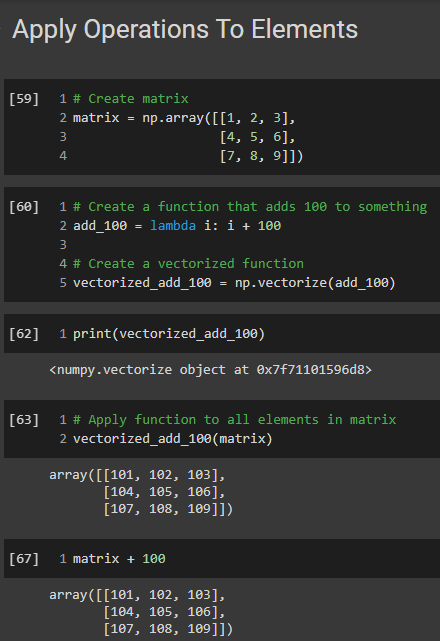 Apply Operations To Elements
[59] 1 # Create matrix
2 matrix = np.array([[1, 2, 3],
3                    [4, 5, 6],
4                    [7, 8, 9]])
[60] 1 # Create a function that adds 100 to something
2 add_100 = lambda i: i + 100
3
4 # Create a vectorized function
5 vectorized_add_100 = np.vectorize(add_100)
[62] 1 print(vectorized_add_100)
<numpy.vectorize object at 0x7f71101596d8>
[63] 1 # Apply function to all elements in matrix
2 vectorized_add_100(matrix)
array([[101, 102, 103],
       [104, 105, 106],
       [107, 108, 109]])
[67] 1 matrix + 100
array([[101, 102, 103],
       [104, 105, 106],
       [107, 108, 109]])